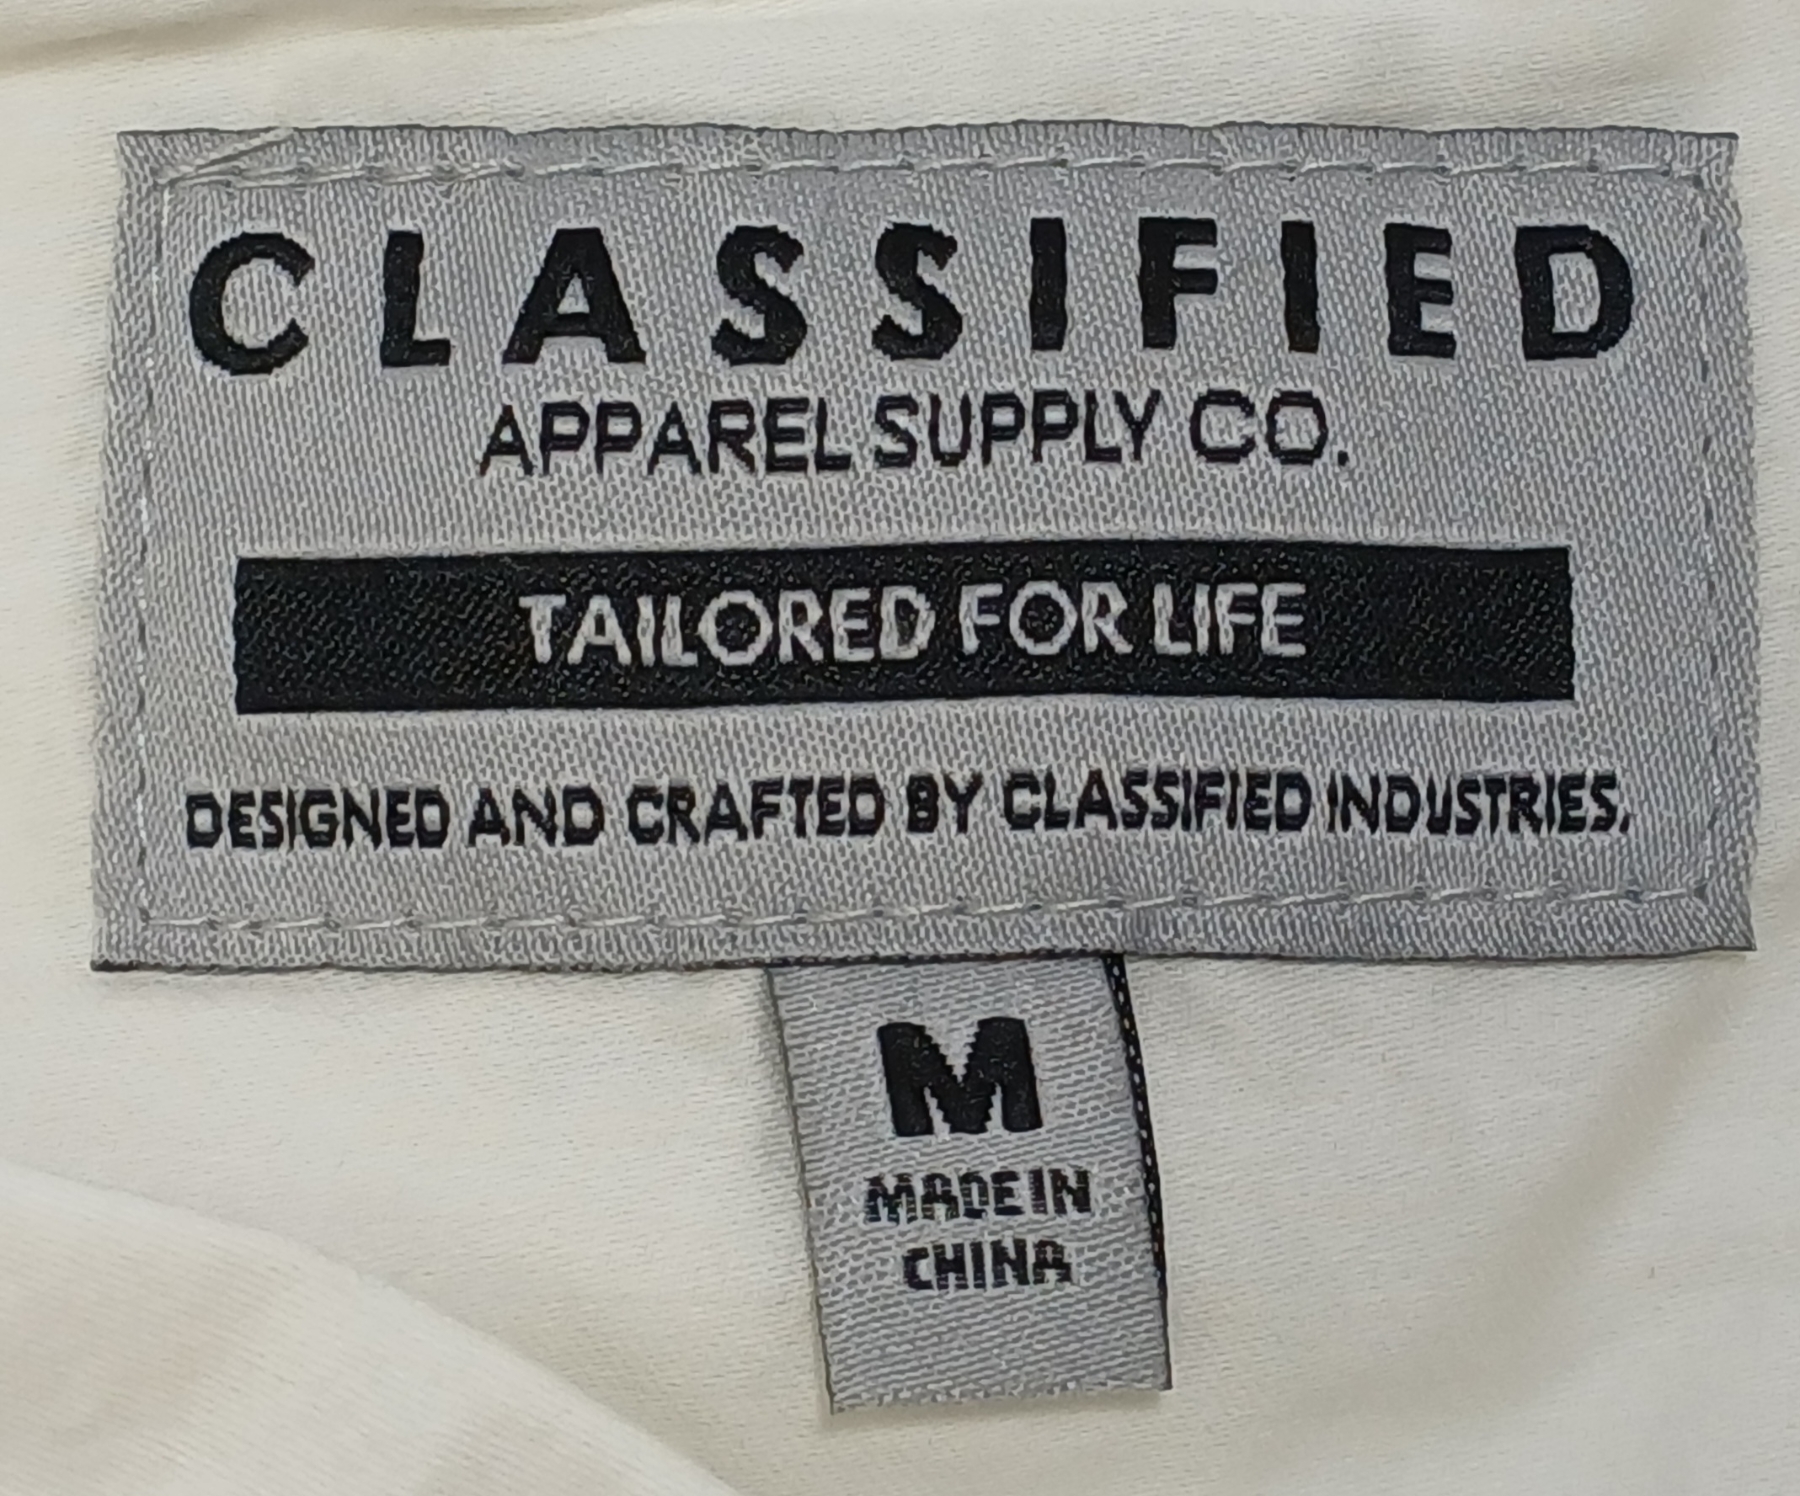 CLASSIFIED
APPAREL SUPPLY CO.
TAILORED FOR LIFE
DESIGNED AND CRAFTED BY CLASSIFIED INDUSTRIES.
M
MADE IN
CHINA